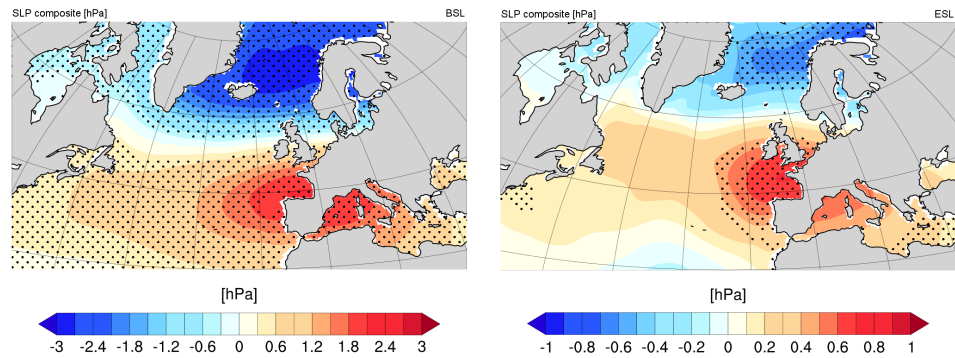 SLP composite [hPa] BSL
[hPa]
-3 -2.4 -1.8 -1.2 -0.6 0 0.6 1.2 1.8 2.4 3
SLP composite [hPa] ESL
[hPa]
-1 -0.8 -0.6 -0.4 -0.2 0 0.2 0.4 0.6 0.8 1